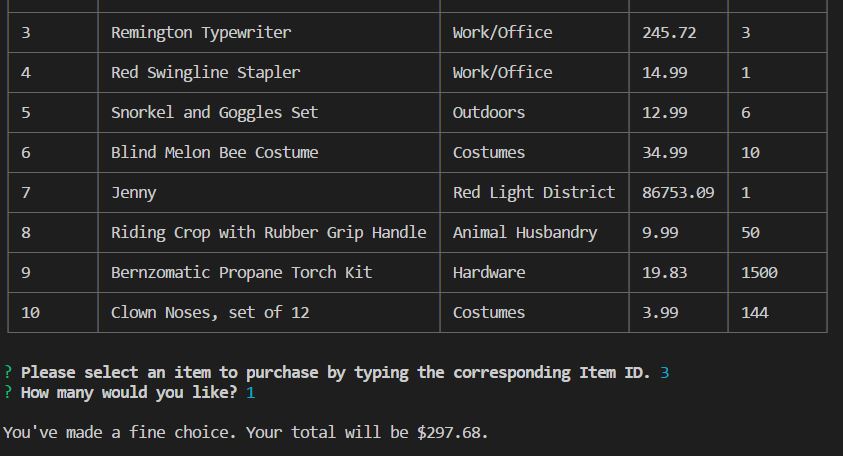 3 Remington Typewriter Work/Office 245.72 3
4 Red Swingline Stapler Work/Office 14.99 1
5 Snorkel and Goggles Set Outdoors 12.99 6
6 Blind Melon Bee Costume Costumes 34.99 10
7 Jenny Red Light District 86753.09 1
8 Riding Crop with Rubber Grip Handle Animal Husbandry 9.99 50
9 Bernzomatic Propane Torch Kit Hardware 19.83 1500
10 Clown Noses, set of 12 Costumes 3.99 144
? Please select an item to purchase by typing the corresponding Item ID. 3
? How many would you like? 1
You've made a fine choice. Your total will be $297.68.